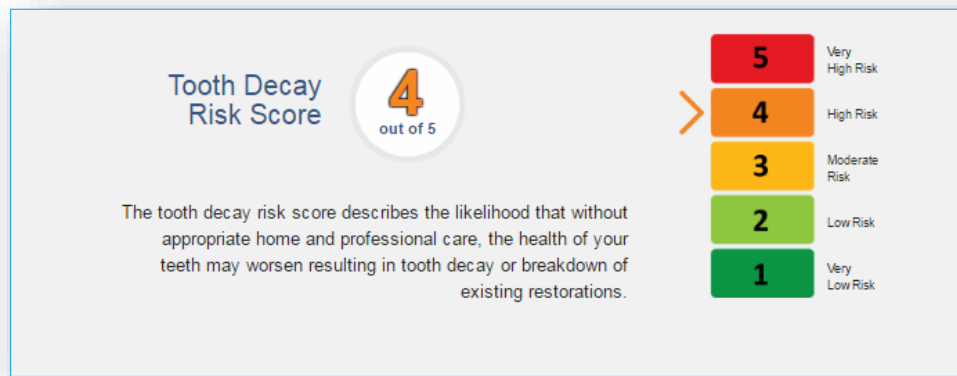 Tooth Decay
Risk Score
4
out of 5
The tooth decay risk score describes the likelihood that without
appropriate home and professional care, the health of your
teeth may worsen resulting in tooth decay or breakdown of
existing restorations.
5
Very
High Risk
4
High Risk
3
Moderate
Risk
2
Low Risk
1
Very
Low Risk